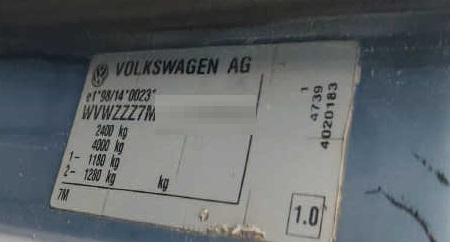 VOLKSWAGEN AG
e1*98/14*0023*
WVWZZZ7M
2400 kg
4000 kg
1- 1180 kg
2- 1280 kg
kg
7M
1
4739
4020183
1.0